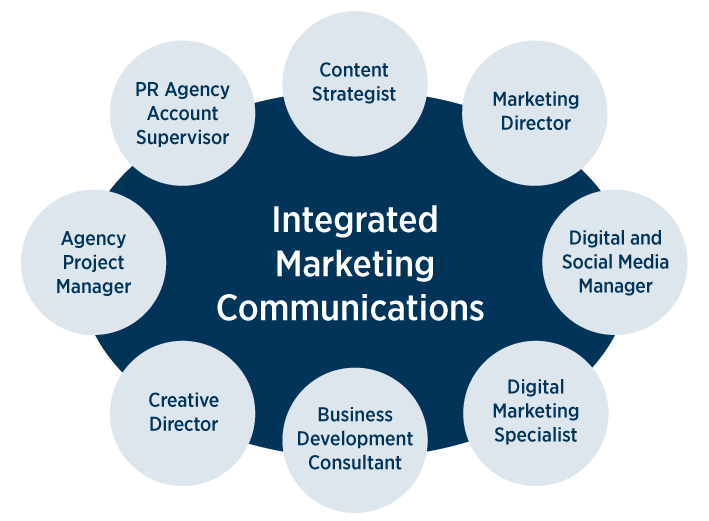 Content
Strategist
PR Agency
Account
Supervisor
Marketing
Director
Integrated
Marketing
Communications
Agency
Project
Manager
Digital and
Social Media
Manager
Creative
Director
Business
Development
Consultant
Digital
Marketing
Specialist